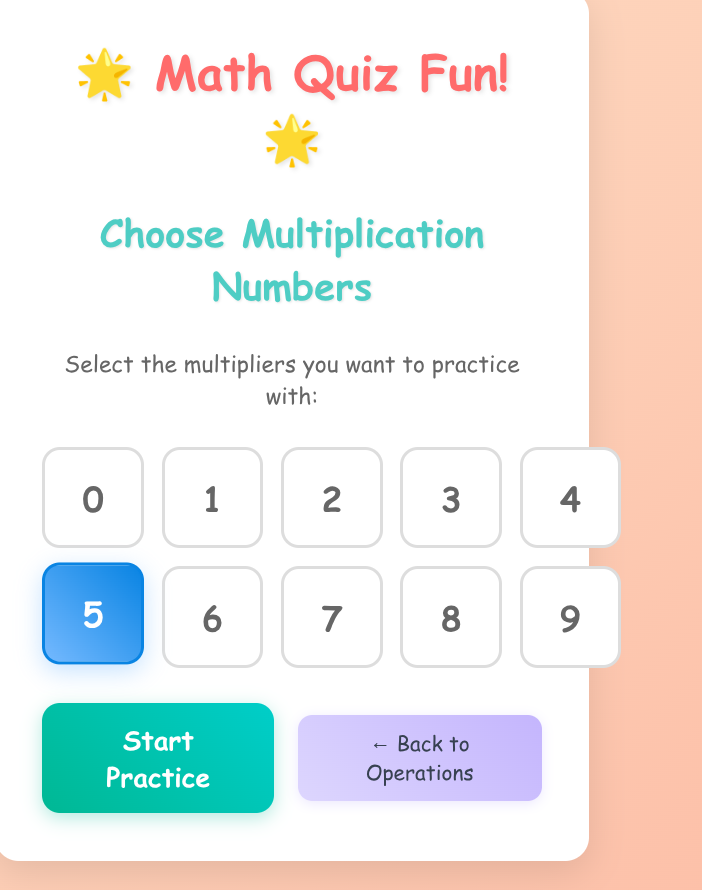 🌟 Math Quiz Fun!
🌟
Choose Multiplication
Numbers
Select the multipliers you want to practice
with:
0 1 2 3 4
5 6 7 8 9
Start
Practice
← Back to
Operations